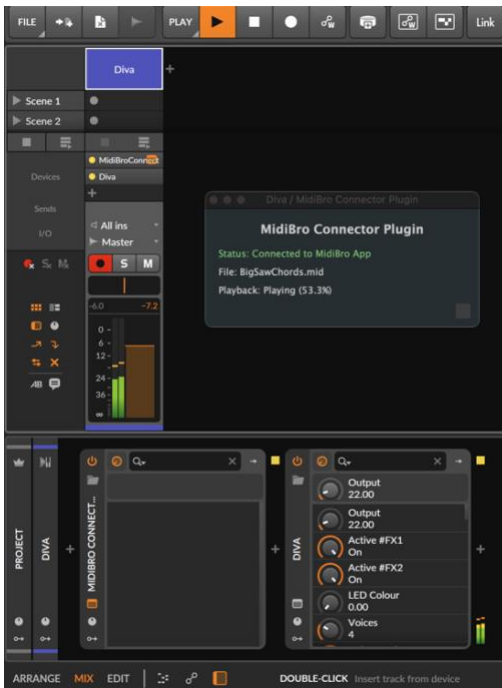 FILE PLAY Link
Diva
Scene 1
Scene 2
MidiBroConnect
Devices
Diva
Sends
All ins
I/O
Master
S M
-6.0 -7.2
0
6
12
24
36
∞
AB
Diva / MidiBro Connector Plugin
MidiBro Connector Plugin
Status: Connected to MidiBro App
File: BigSawChords.mid
Playback: Playing (53.3%)
PROJECT
DIVA
MIDIBRO CONNECT...
DIVA
Output
22.00
Output
22.00
Active #FX1
On
Active #FX2
On
LED Colour
0.00
Voices
4
ARRANGE MIX EDIT DOUBLE-CLICK Insert track from device